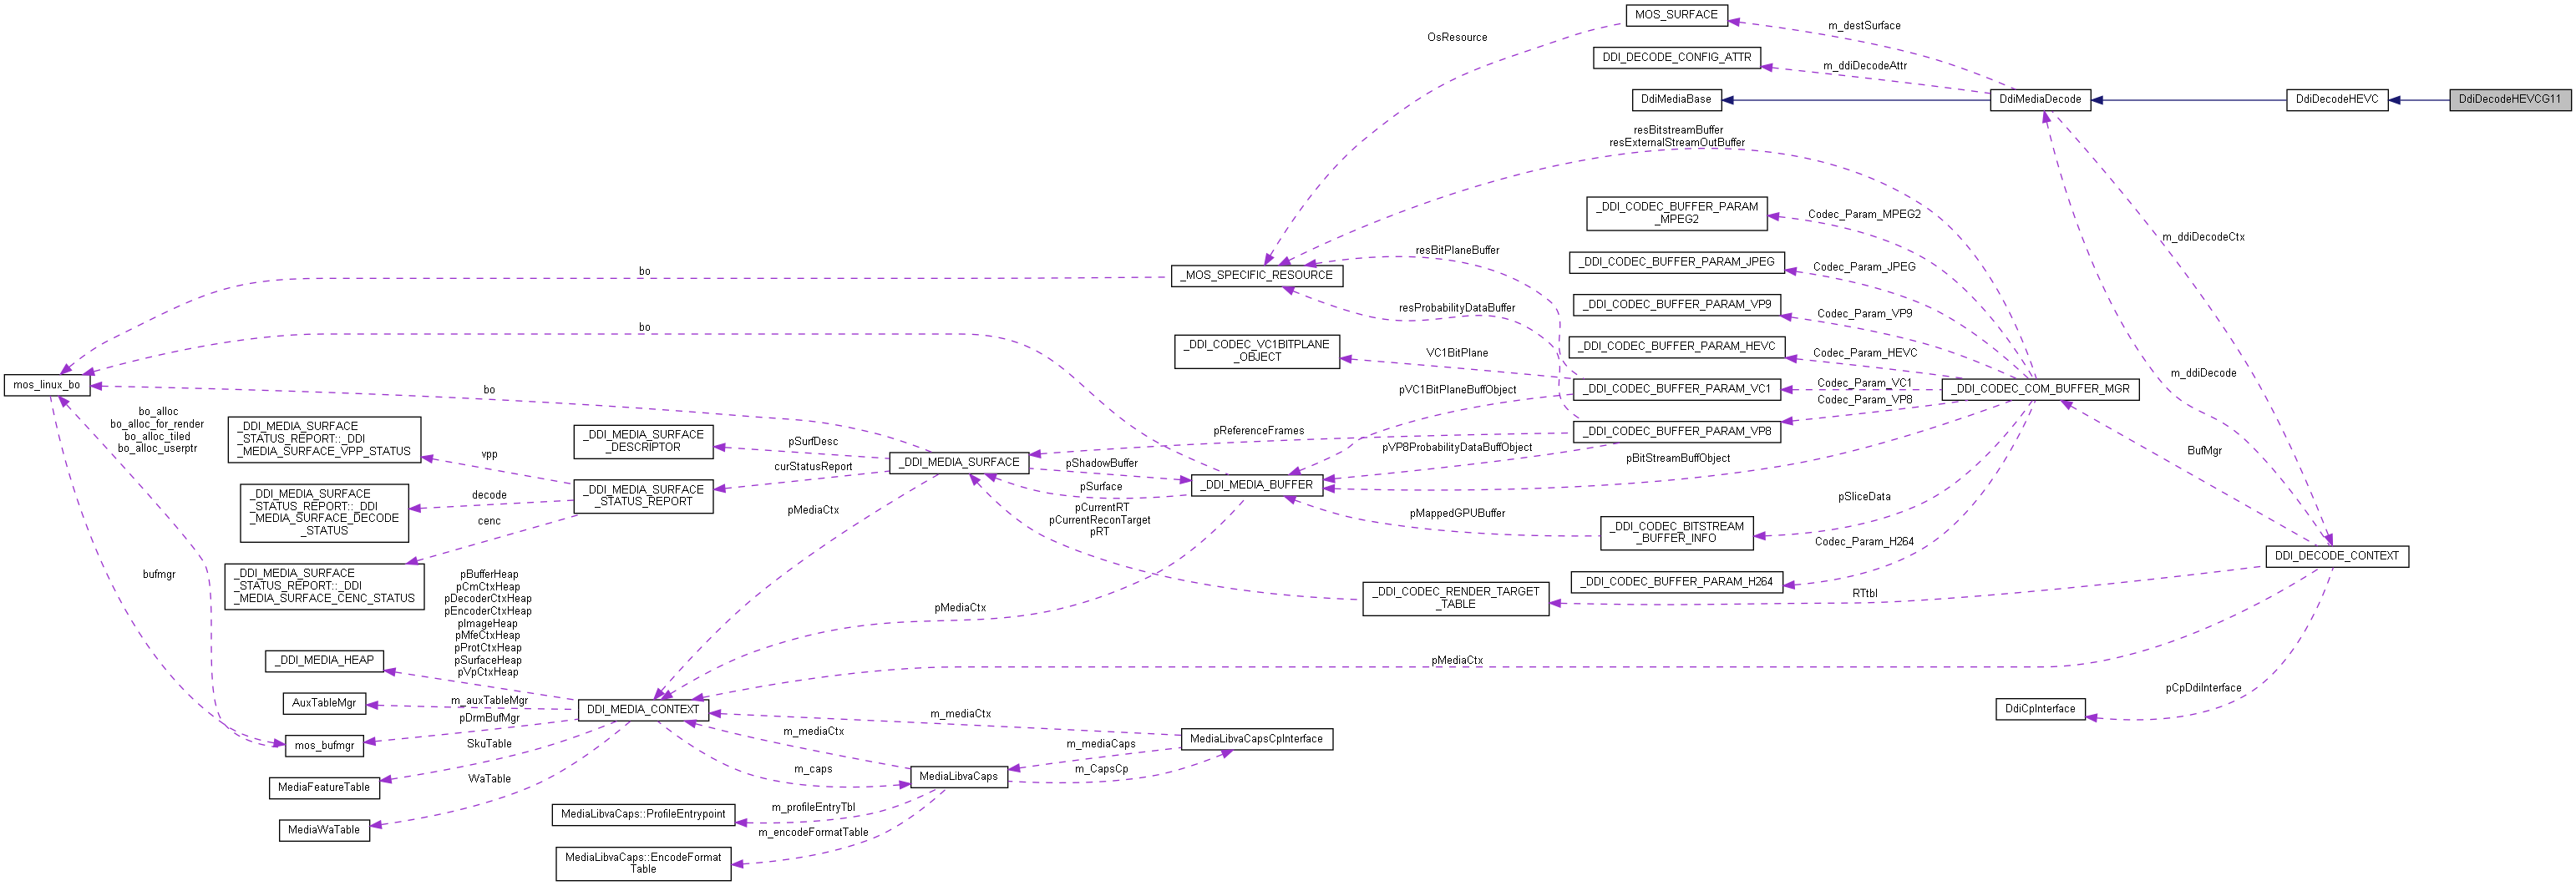 MOS_SURFACE
m_destSurface
OsResource
DDI_DECODE_CONFIG_ATTR
m_ddiDecodeAttr
DdiMediaBase
DdiMediaDecode
DdiDecodeHEVC
DdiDecodeHEVCG11
resBitstreamBuffer
resExternalStreamOutBuffer
_DDI_CODEC_BUFFER_PARAM
_MPEG2
Codec_Param_MPEG2
m_ddiDecodeCtx
resBitPlaneBuffer
_DDI_CODEC_BUFFER_PARAM_JPEG
Codec_Param_JPEG
bo
_MOS_SPECIFIC_RESOURCE
_DDI_CODEC_BUFFER_PARAM_VP9
Codec_Param_VP9
resProbabilityDataBuffer
bo
_DDI_CODEC_VC1BITPLANE
_OBJECT
VC1BitPlane
_DDI_CODEC_BUFFER_PARAM_HEVC
Codec_Param_HEVC
m_ddiDecode
mos_linux_bo
bo
pVC1BitPlaneBuffObject
_DDI_CODEC_BUFFER_PARAM_VC1
Codec_Param_VC1
_DDI_CODEC_COM_BUFFER_MGR
Codec_Param_VP8
bo_alloc
bo_alloc_for_render
bo_alloc_tiled
bo_alloc_userptr
_DDI_MEDIA_SURFACE
_STATUS_REPORT::_DDI
_MEDIA_SURFACE_VPP_STATUS
vpp
_DDI_MEDIA_SURFACE
_DESCRIPTOR
pSurfDesc
pReferenceFrames
_DDI_CODEC_BUFFER_PARAM_VP8
pVP8ProbabilityDataBuffObject
BufMgr
curStatusReport
_DDI_MEDIA_SURFACE
pShadowBuffer
pBitStreamBuffObject
_DDI_MEDIA_SURFACE
_STATUS_REPORT::_DDI
_MEDIA_SURFACE_DECODE
_STATUS
decode
_DDI_MEDIA_SURFACE
_STATUS_REPORT
pSurface
_DDI_MEDIA_BUFFER
pSliceData
cenc
pMediaCtx
pCurrentRT
pCurrentReconTarget
pRT
pMappedGPUBuffer
_DDI_CODEC_BITSTREAM
_BUFFER_INFO
Codec_Param_H264
DDI_DECODE_CONTEXT
bufmgr
_DDI_MEDIA_SURFACE
_STATUS_REPORT::_DDI
_MEDIA_SURFACE_CENC_STATUS
pBufferHeap
pCmCtxHeap
pDecoderCtxHeap
pEncoderCtxHeap
pImageHeap
pMfeCtxHeap
pProtCtxHeap
pSurfaceHeap
pVpCtxHeap
_DDI_CODEC_BUFFER_PARAM_H264
_DDI_CODEC_RENDER_TARGET
_TABLE
RTtbl
pMediaCtx
_DDI_MEDIA_HEAP
pMediaCtx
pCpDdiInterface
AuxTableMgr
m_auxTableMgr
DDI_MEDIA_CONTEXT
m_mediaCtx
DdiCpInterface
pDrmBufMgr
mos_bufmgr
SkuTable
m_mediaCtx
m_mediaCaps
MediaLibvaCapsCpInterface
m_caps
m_CapsCp
MediaLibvaCaps
WaTable
MediaFeatureTable
MediaLibvaCaps::ProfileEntrypoint
m_profileEntryTbl
MediaWaTable
m_encodeFormatTable
MediaLibvaCaps::EncodeFormat
Table